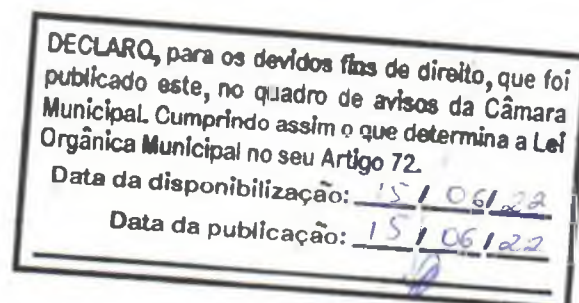 DECLARO, para os devidos fins de direito, que foi
publicado este, no quadro de avisos da Câmara
Municipal. Cumprindo assim o que determina a Lei
Orgânica Municipal no seu Artigo 72.
Data da disponibilização: 15 / 06 / 22
Data da publicação: 15 / 06 / 22